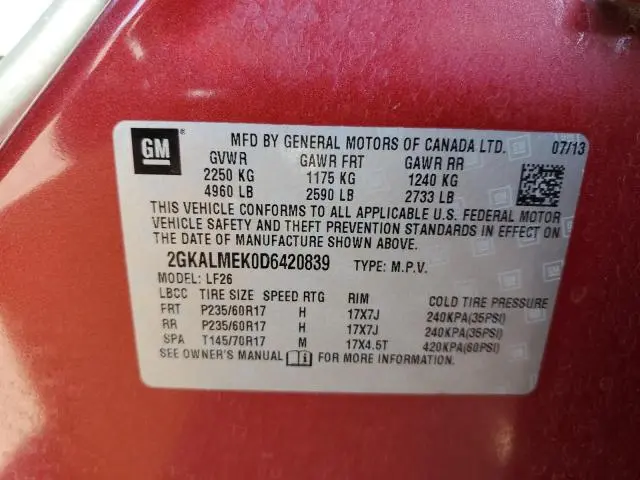 GM ® MFD BY GENERAL MOTORS OF CANADA LTD. 07/13
GVWR GAWR FRT GAWR RR
2250 KG 1175 KG 1240 KG
4960 LB 2590 LB 2733 LB
THIS VEHICLE CONFORMS TO ALL APPLICABLE U.S. FEDERAL MOTOR
VEHICLE SAFETY AND THEFT PREVENTION STANDARDS IN EFFECT ON
THE DATE OF MANUFACTURE SHOWN ABOVE.
2GKALMEK0D6420839 TYPE: M.P.V.
MODEL: LF26
LBCC TIRE SIZE SPEED RTG RIM COLD TIRE PRESSURE
FRT P235/60R17 H 17X7J 240KPA(35PSI)
RR P235/60R17 H 17X7J 240KPA(35PSI)
SPA T145/70R17 M 17X4.5T 420KPA(60PSI)
SEE OWNER'S MANUAL FOR MORE INFORMATION.